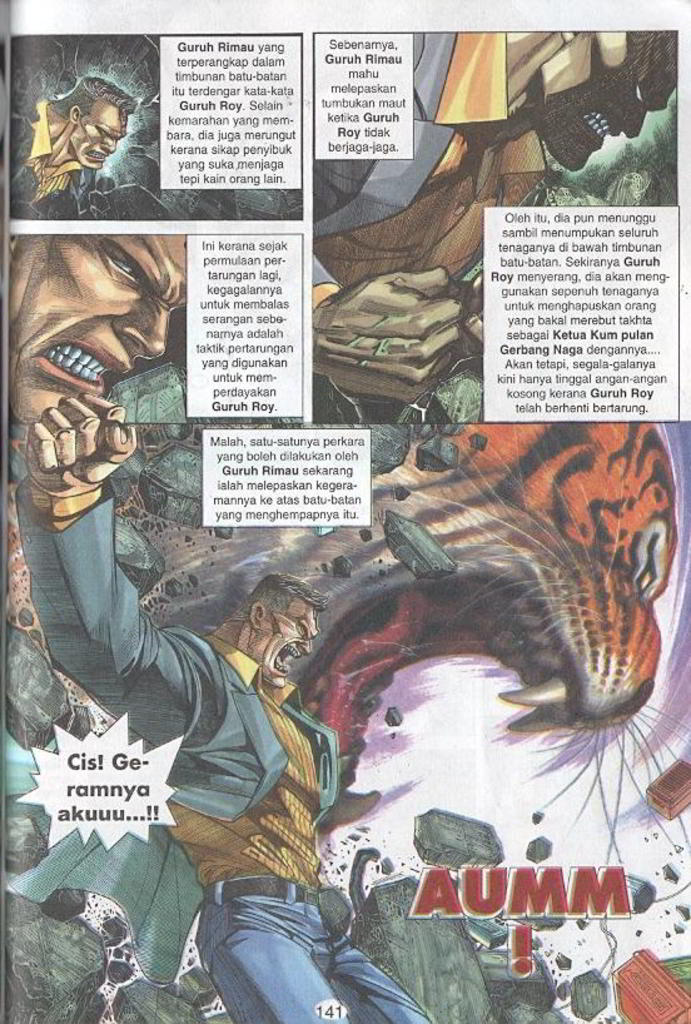 Guruh Rimau yang
terperangkap dalam
timbunan batu-batan
itu terdengar kata-kata
Guruh Roy. Selain
kemarahan yang mem-
bara, dia juga merungut
kerana sikap penyibuk
yang suka menjaga
tepi kain orang lain.
Sebenarnya,
Guruh Rimau
mahu
melepaskan
tumbukan maut
ketika Guruh
Roy tidak
berjaga-jaga.
Oleh itu, dia pun menunggu
sambil menumpukan seluruh
tenaganya di bawah timbunan
batu-batan. Sekiranya Guruh
Roy menyerang, dia akan meng-
gunakan sepenuh tenaganya
untuk menghapuskan orang
yang bakal merebut takhta
sebagai Ketua Kum pulan
Gerbang Naga dengannya....
Akan tetapi, segala-galanya
kini hanya tinggal angan-angan
kosong kerana Guruh Roy
telah berhenti bertarung.
Ini kerana sejak
permulaan per-
tarungan lagi,
kegagalannya
untuk membalas
serangan sebe-
narnya adalah
taktik pertarungan
yang digunakan
untuk mem-
perdayakan
Guruh Roy.
Malah, satu-satunya perkara
yang boleh dilakukan oleh
Guruh Rimau sekarang
ialah melepaskan kegera-
mannya ke atas batu-batan
yang menghempapnya itu.
Cis! Ge-
ramnya
akuuu...!!
AUMM
!
141